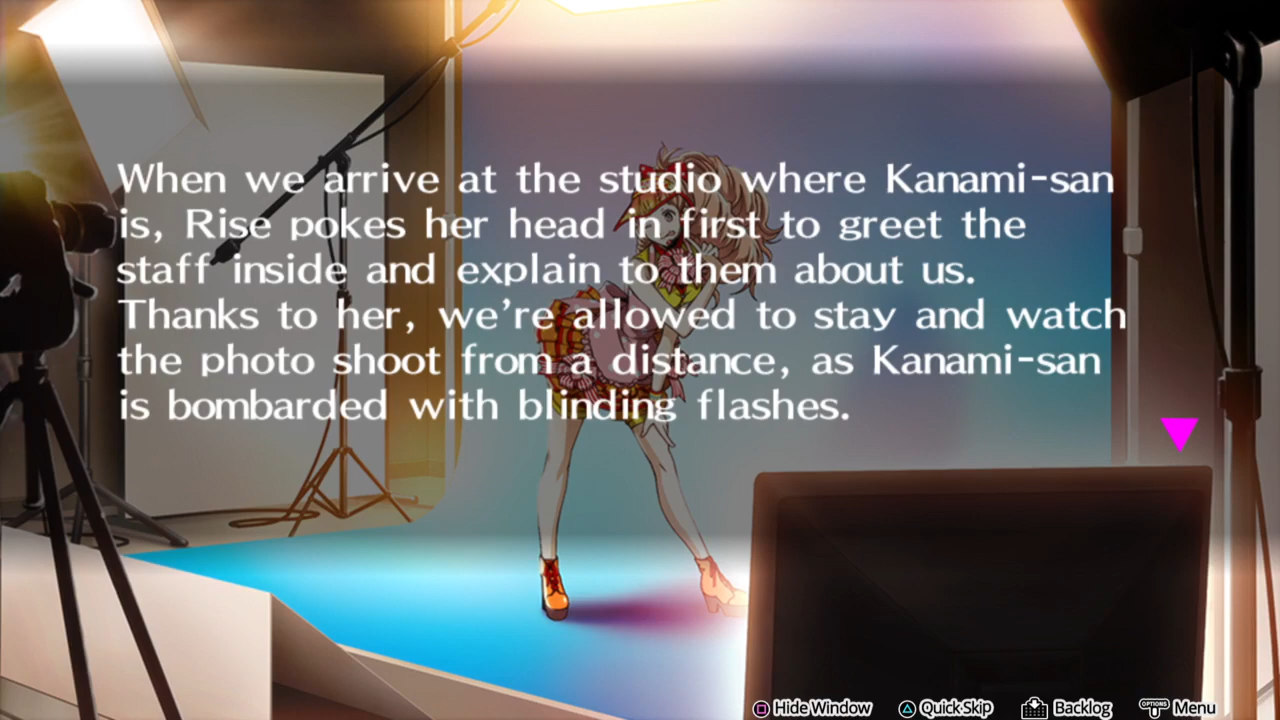 When we arrive at the studio where Kanami-san
is, Rise pokes her head in first to greet the
staff inside and explain to them about us.
Thanks to her, we're allowed to stay and watch
the photo shoot from a distance, as Kanami-san
is bombarded with blinding flashes.
Hide Window Quick Skip Backlog OPTIONS Menu